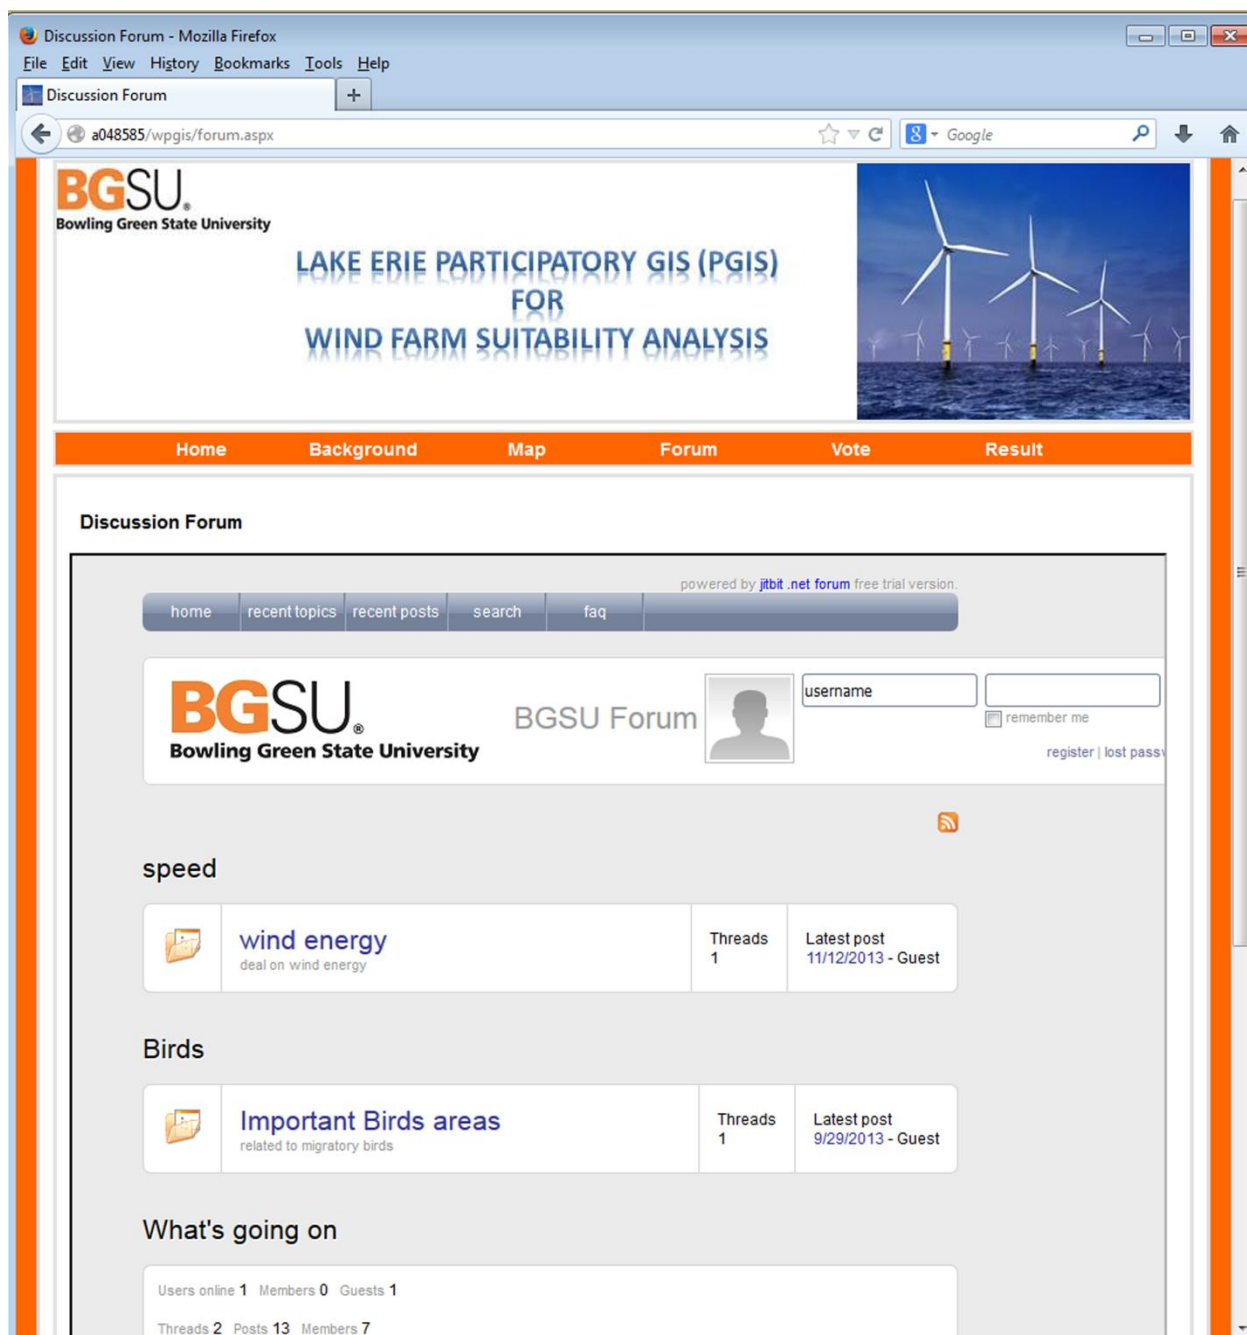 Discussion Forum - Mozilla Firefox
File Edit View History Bookmarks Tools Help
Discussion Forum
a048585/wpgis/forum.aspx
Google
BGSU®
Bowling Green State University
LAKE ERIE PARTICIPATORY GIS (PGIS)
FOR
WIND FARM SUITABILITY ANALYSIS
Home Background Map Forum Vote Result
Discussion Forum
powered by jitbit .net forum free trial version.
home recent topics recent posts search faq
BGSU®
Bowling Green State University
BGSU Forum
username
remember me
register | lost passw
speed
wind energy
deal on wind energy
Threads
1
Latest post
11/12/2013 - Guest
Birds
Important Birds areas
related to migratory birds
Threads
1
Latest post
9/29/2013 - Guest
What's going on
Users online 1 Members 0 Guests 1
Threads 2 Posts 13 Members 7